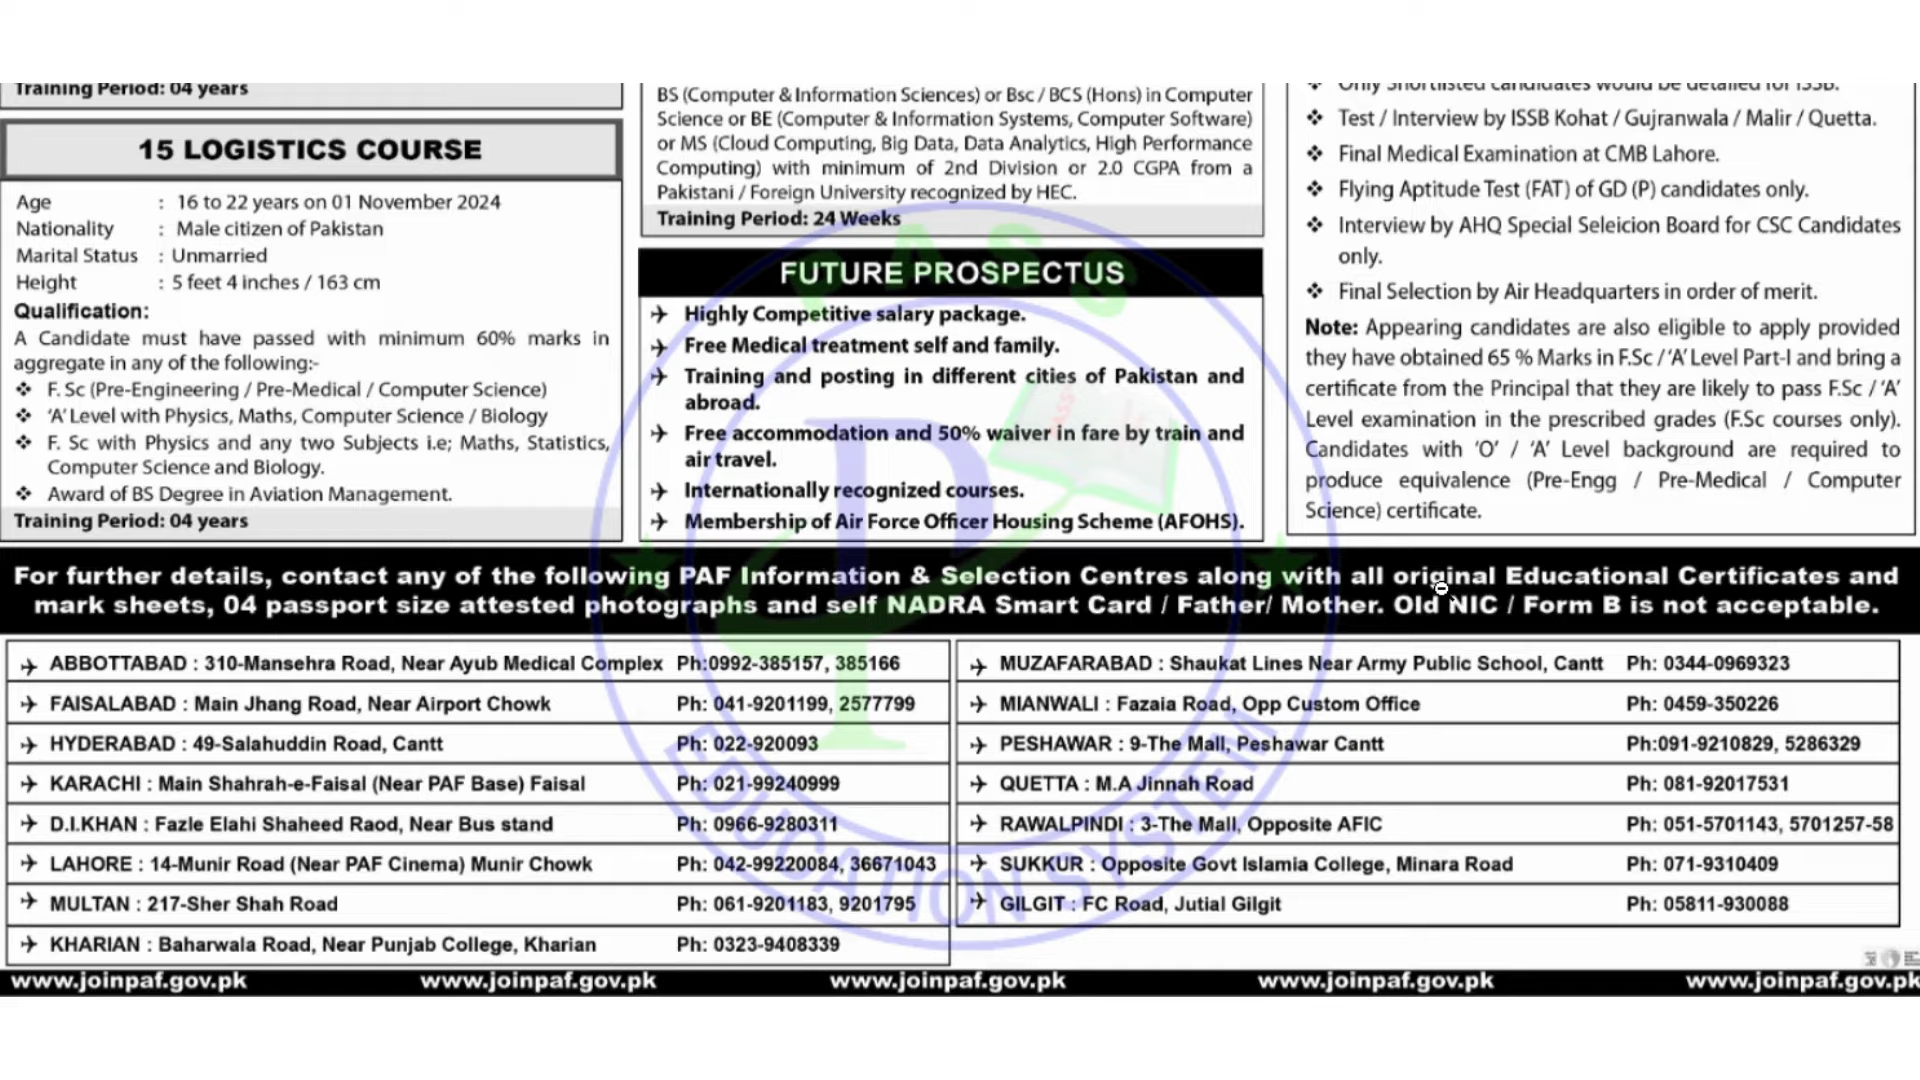 Training Period: 04 years
15 LOGISTICS COURSE
Age : 16 to 22 years on 01 November 2024
Nationality : Male citizen of Pakistan
Marital Status : Unmarried
Height : 5 feet 4 inches / 163 cm
Qualification:
A Candidate must have passed with minimum 60% marks in
aggregate in any of the following:-
❖ F. Sc (Pre-Engineering / Pre-Medical / Computer Science)
❖ ‘A’ Level with Physics, Maths, Computer Science / Biology
❖ F. Sc with Physics and any two Subjects i.e; Maths, Statistics,
Computer Science and Biology.
❖ Award of BS Degree in Aviation Management.
Training Period: 04 years
BS (Computer & Information Sciences) or Bsc / BCS (Hons) in Computer
Science or BE (Computer & Information Systems, Computer Software)
or MS (Cloud Computing, Big Data, Data Analytics, High Performance
Computing) with minimum of 2nd Division or 2.0 CGPA from a
Pakistani / Foreign University recognized by HEC.
Training Period: 24 Weeks
FUTURE PROSPECTUS
✈ Highly Competitive salary package.
✈ Free Medical treatment self and family.
✈ Training and posting in different cities of Pakistan and
abroad.
✈ Free accommodation and 50% waiver in fare by train and
air travel.
✈ Internationally recognized courses.
✈ Membership of Air Force Officer Housing Scheme (AFOHS).
❖ Only Shortlisted candidates would be detailed for ISSB.
❖ Test / Interview by ISSB Kohat / Gujranwala / Malir / Quetta.
❖ Final Medical Examination at CMB Lahore.
❖ Flying Aptitude Test (FAT) of GD (P) candidates only.
❖ Interview by AHQ Special Seleicion Board for CSC Candidates
only.
❖ Final Selection by Air Headquarters in order of merit.
Note: Appearing candidates are also eligible to apply provided
they have obtained 65 % Marks in F.Sc / ‘A’ Level Part-I and bring a
certificate from the Principal that they are likely to pass F.Sc / ‘A’
Level examination in the prescribed grades (F.Sc courses only).
Candidates with ‘O’ / ‘A’ Level background are required to
produce equivalence (Pre-Engg / Pre-Medical / Computer
Science) certificate.
For further details, contact any of the following PAF Information & Selection Centres along with all original Educational Certificates and
mark sheets, 04 passport size attested photographs and self NADRA Smart Card / Father/ Mother. Old NIC / Form B is not acceptable.
✈ ABBOTTABAD : 310-Mansehra Road, Near Ayub Medical Complex Ph:0992-385157, 385166
✈ FAISALABAD : Main Jhang Road, Near Airport Chowk Ph: 041-9201199, 2577799
✈ HYDERABAD : 49-Salahuddin Road, Cantt Ph: 022-920093
✈ KARACHI : Main Shahrah-e-Faisal (Near PAF Base) Faisal Ph: 021-99240999
✈ D.I.KHAN : Fazle Elahi Shaheed Raod, Near Bus stand Ph: 0966-9280311
✈ LAHORE : 14-Munir Road (Near PAF Cinema) Munir Chowk Ph: 042-99220084, 36671043
✈ MULTAN : 217-Sher Shah Road Ph: 061-9201183, 9201795
✈ KHARIAN : Baharwala Road, Near Punjab College, Kharian Ph: 0323-9408339
✈ MUZAFARABAD : Shaukat Lines Near Army Public School, Cantt Ph: 0344-0969323
✈ MIANWALI : Fazaia Road, Opp Custom Office Ph: 0459-350226
✈ PESHAWAR : 9-The Mall, Peshawar Cantt Ph:091-9210829, 5286329
✈ QUETTA : M.A Jinnah Road Ph: 081-92017531
✈ RAWALPINDI : 3-The Mall, Opposite AFIC Ph: 051-5701143, 5701257-58
✈ SUKKUR : Opposite Govt Islamia College, Minara Road Ph: 071-9310409
✈ GILGIT : FC Road, Jutial Gilgit Ph: 05811-930088
www.joinpaf.gov.pk www.joinpaf.gov.pk www.joinpaf.gov.pk www.joinpaf.gov.pk www.joinpaf.gov.pk
PASS
EDUCATION SYSTEM